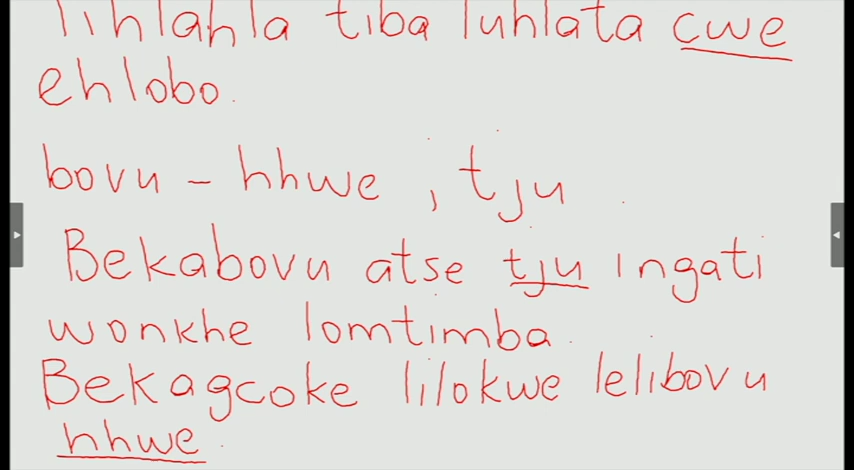 Tihlahla tiba luhlata cwe
ehlobo.
bovu - hhwe ; tju
Bekabovu atse tju ingati
wonkhe lomtimba.
Bekagcoke lilokwe lelibovu
hhwe.